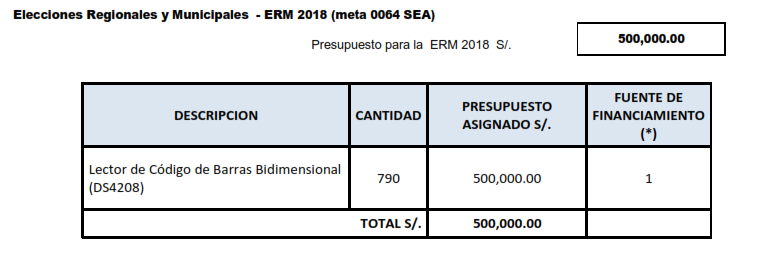 Elecciones Regionales y Municipales - ERM 2018 (meta 0064 SEA)
Presupuesto para la ERM 2018 S/. 500,000.00
DESCRIPCION CANTIDAD PRESUPUESTO ASIGNADO S/. FUENTE DE FINANCIAMIENTO (*)
Lector de Código de Barras Bidimensional (DS4208) 790 500,000.00 1
TOTAL S/. 500,000.00